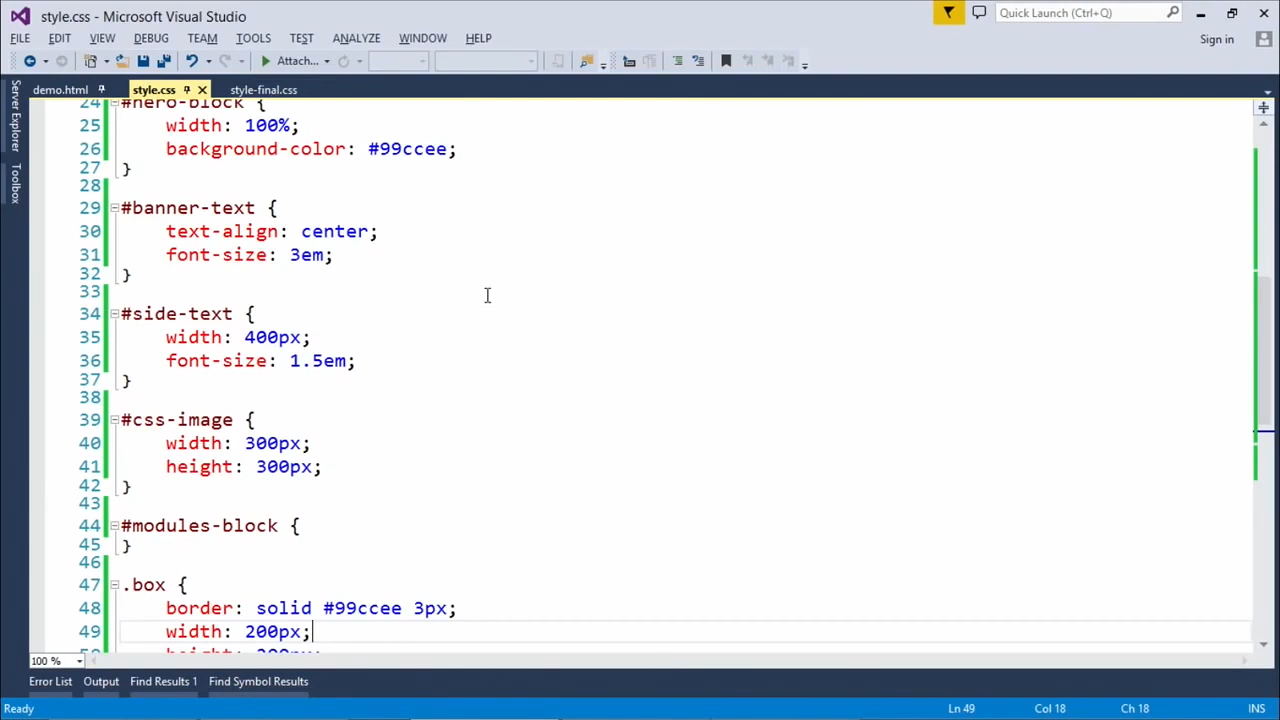 style.css - Microsoft Visual Studio
Quick Launch (Ctrl+Q)
FILE EDIT VIEW DEBUG TEAM TOOLS TEST ANALYZE WINDOW HELP
Sign in
Attach...
demo.html style.css style-final.css
Server Explorer
Toolbox
24 #hero-block {
25 width: 100%;
26 background-color: #99ccee;
27 }
28
29 #banner-text {
30 text-align: center;
31 font-size: 3em;
32 }
33
34 #side-text {
35 width: 400px;
36 font-size: 1.5em;
37 }
38
39 #css-image {
40 width: 300px;
41 height: 300px;
42 }
43
44 #modules-block {
45 }
46
47 .box {
48 border: solid #99ccee 3px;
49 width: 200px;
100 %
Error List Output Find Results 1 Find Symbol Results
Ready Ln 49 Col 18 Ch 18 INS